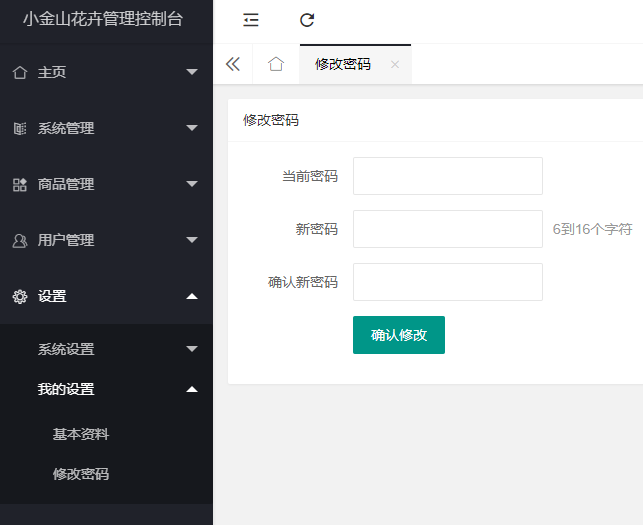 小金山花卉管理控制台
主页
系统管理
商品管理
用户管理
设置
系统设置
我的设置
基本资料
修改密码
修改密码
修改密码
当前密码
新密码 6到16个字符
确认新密码
确认修改